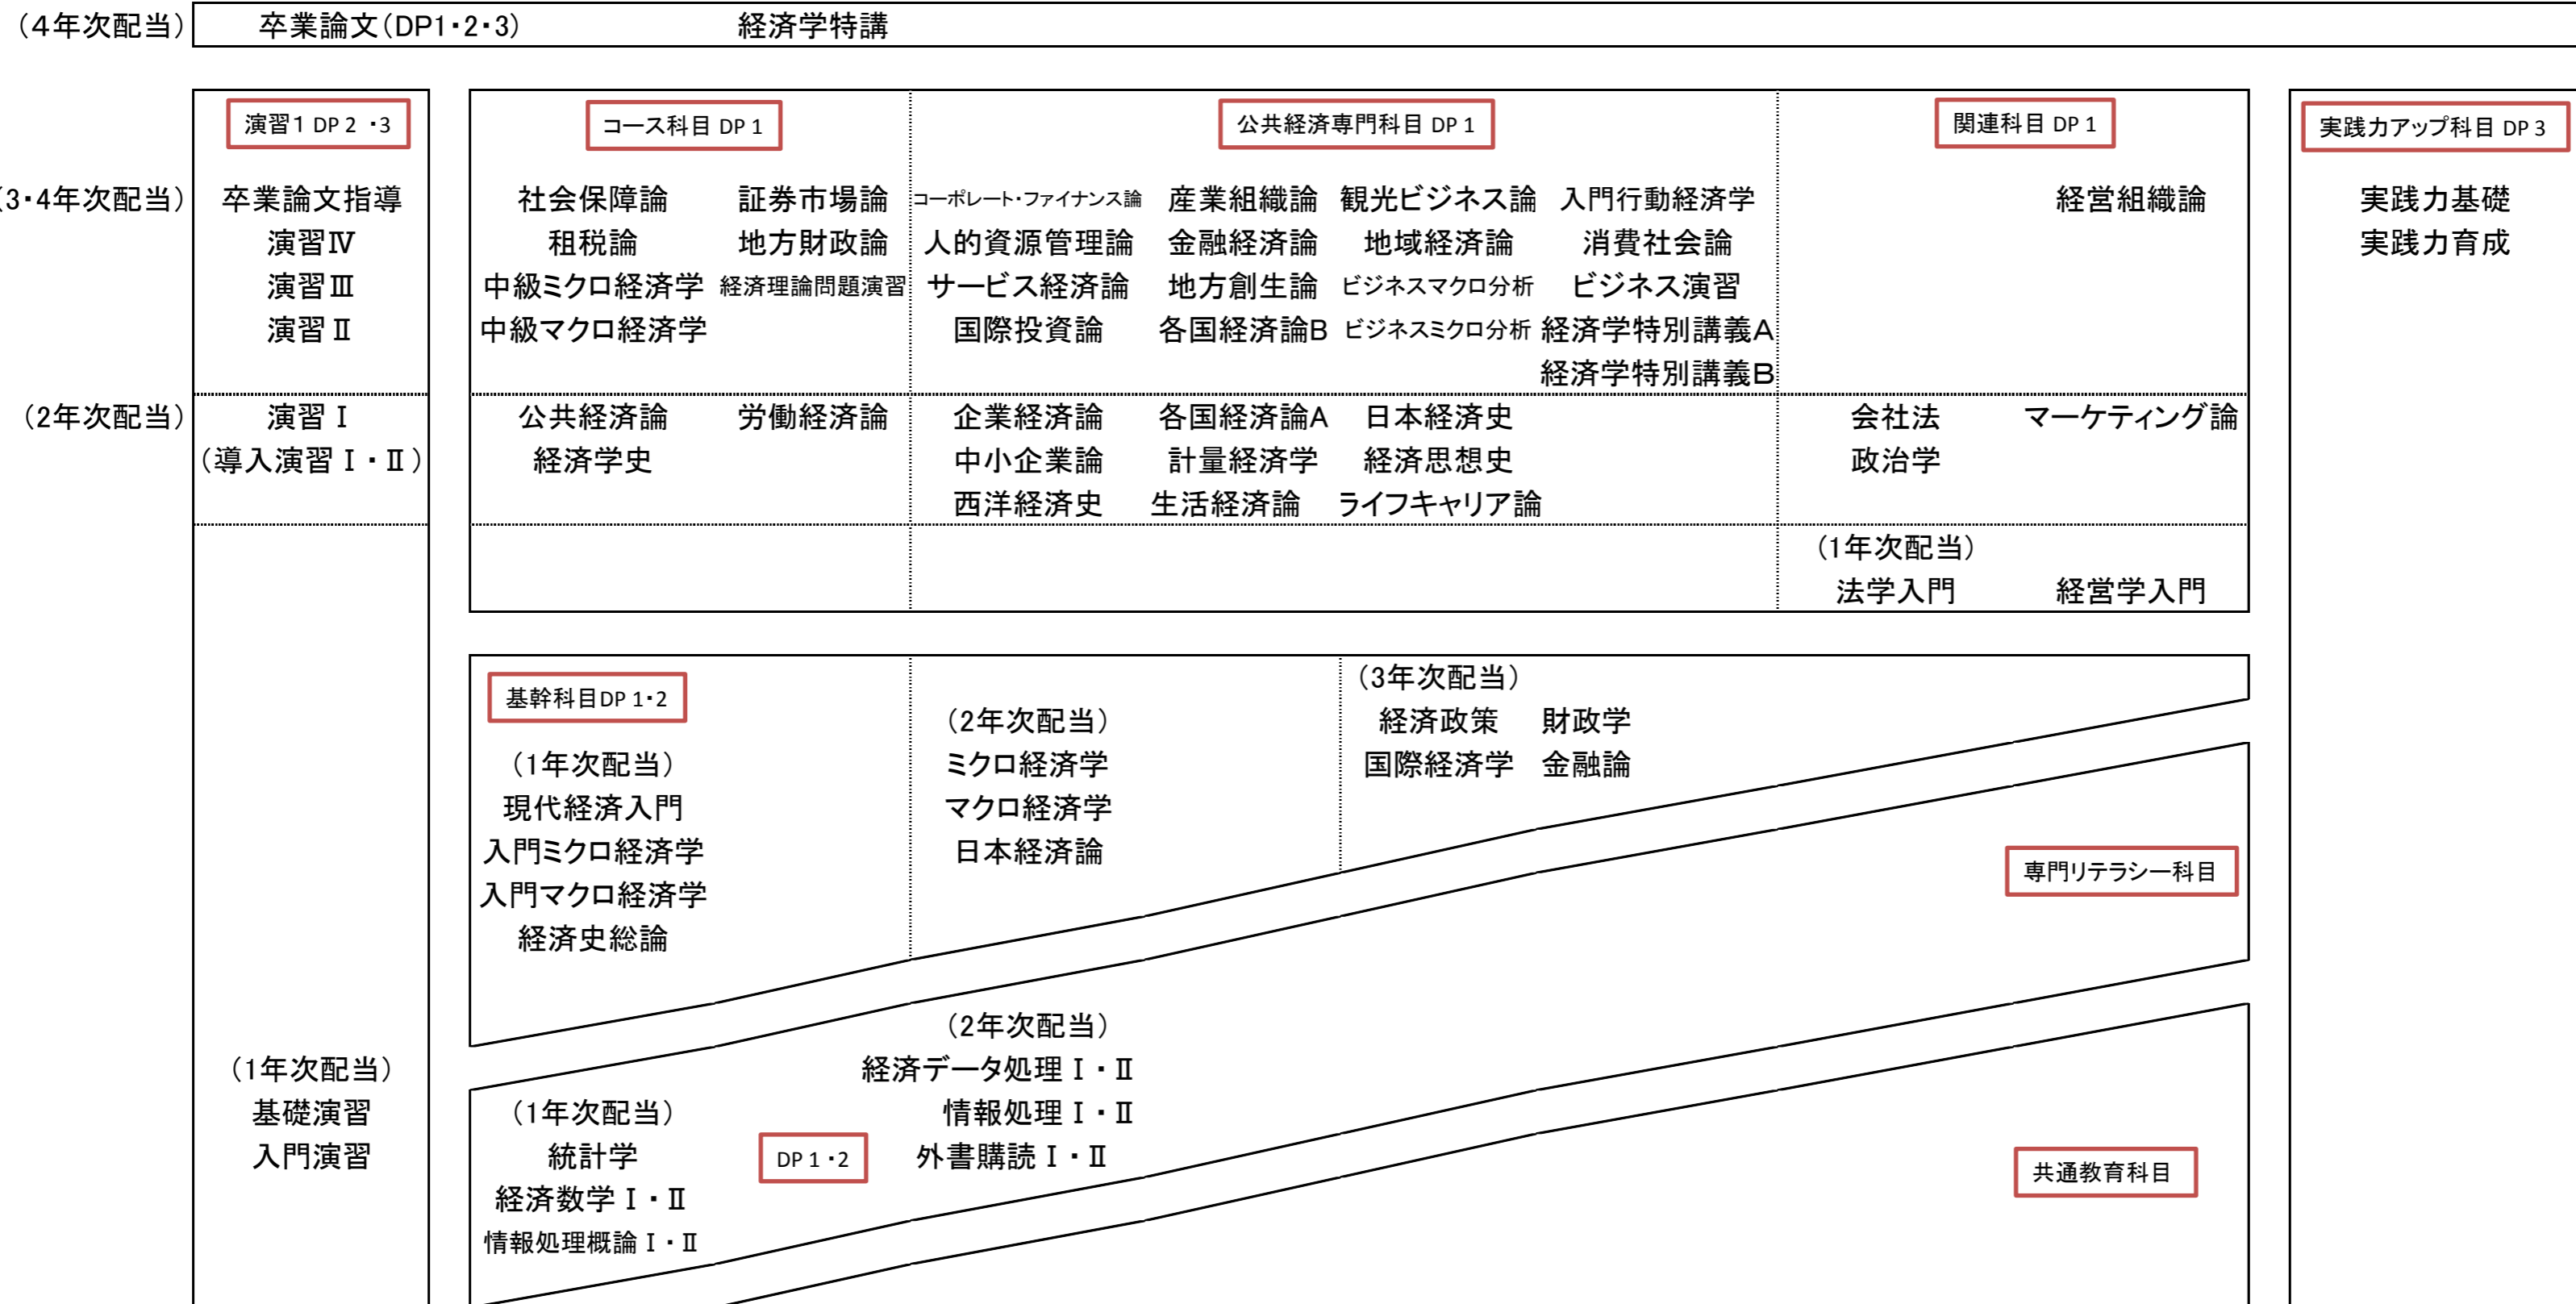 （４年次配当） 卒業論文（DP1・2・3） 経済学特講
演習１ DP ２ ・３ コース科目 DP 1 公共経済専門科目 DP 1 関連科目 DP 1 実践力アップ科目 DP 3
（3・4年次配当） 卒業論文指導 社会保障論 証券市場論 コーポレート・ファイナンス論 産業組織論 観光ビジネス論 入門行動経済学 経営組織論 実践力基礎
演習Ⅳ 租税論 地方財政論 人的資源管理論 金融経済論 地域経済論 消費社会論 実践力育成
演習Ⅲ 中級ミクロ経済学 経済理論問題演習 サービス経済論 地方創生論 ビジネスマクロ分析 ビジネス演習
演習Ⅱ 中級マクロ経済学 国際投資論 各国経済論B ビジネスミクロ分析 経済学特別講義A
経済学特別講義B
（2年次配当） 演習Ⅰ 公共経済論 労働経済論 企業経済論 各国経済論A 日本経済史 会社法 マーケティング論
（導入演習Ⅰ・Ⅱ） 経済学史 中小企業論 計量経済学 経済思想史 政治学
西洋経済史 生活経済論 ライフキャリア論
（1年次配当）
法学入門 経営学入門
基幹科目DP 1・2
（1年次配当）
現代経済入門
入門ミクロ経済学
入門マクロ経済学
経済史総論
（2年次配当）
ミクロ経済学
マクロ経済学
日本経済論
（3年次配当）
経済政策 財政学
国際経済学 金融論
専門リテラシー科目
（1年次配当）
基礎演習
入門演習
（1年次配当）
統計学
経済数学Ⅰ・Ⅱ
情報処理概論Ⅰ・Ⅱ
DP 1 ・2
（2年次配当）
経済データ処理Ⅰ・Ⅱ
情報処理Ⅰ・Ⅱ
外書購読Ⅰ・Ⅱ
共通教育科目